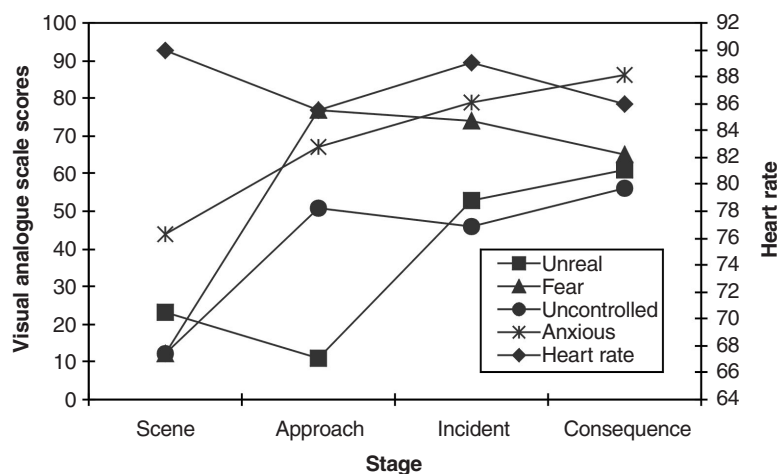 100
90
80
70
60
50
40
30
20
10
0
Visual analogue scale scores
92
90
88
86
84
82
80
78
76
74
72
70
68
66
64
Heart rate
Unreal
Fear
Uncontrolled
Anxious
Heart rate
Scene Approach Incident Consequence
Stage